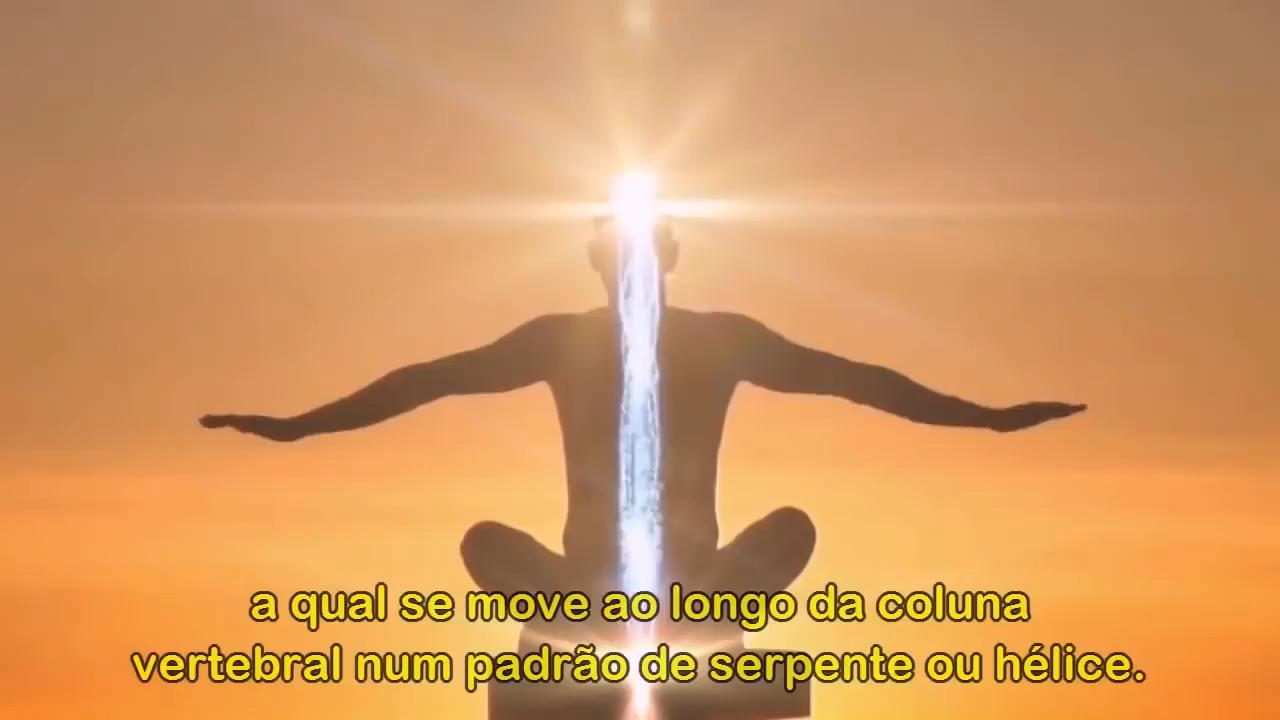 a qual se move ao longo da coluna
vertebral num padrão de serpente ou hélice.